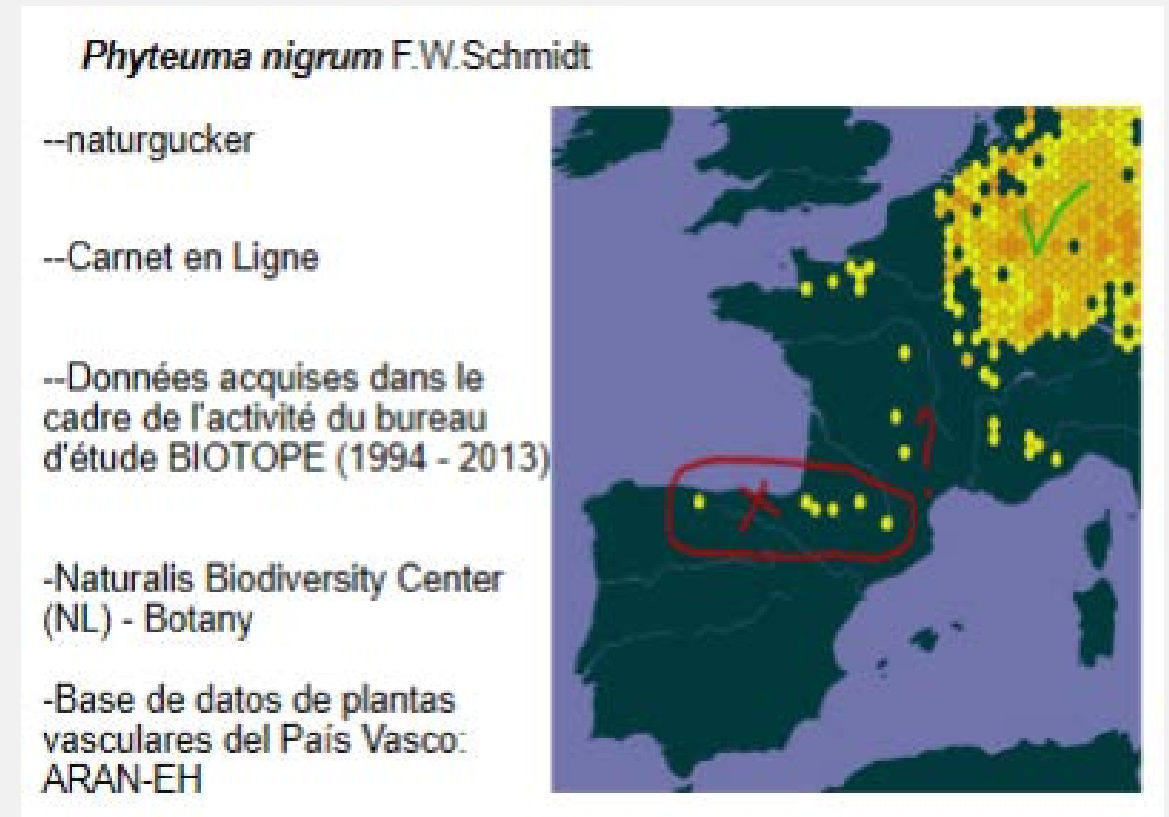 Phyteuma nigrum F.W.Schmidt
--naturgucker
--Carnet en Ligne
--Données acquises dans le
cadre de l'activité du bureau
d'étude BIOTOPE (1994 - 2013)
-Naturalis Biodiversity Center
(NL) - Botany
-Base de datos de plantas
vasculares del Pais Vasco:
ARAN-EH